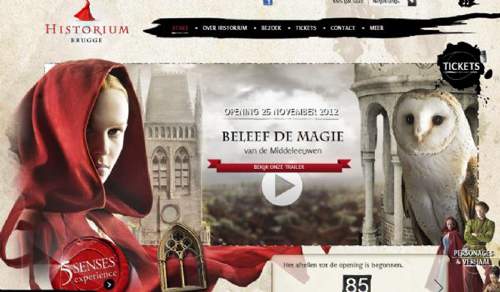 HISTORIUM
BRUGGE
HOME • OVER HISTORIUM • BEZOEK • TICKETS • CONTACT • MEER
TICKETS
OPENING 25 NOVEMBER 2012
BELEEF DE MAGIE
van de Middeleeuwen
BEKIJK ONZE TRAILER
5 SENSES
experience
PERSONAGES
& VERHAAL
Het aftellen tot de opening is begonnen.
85